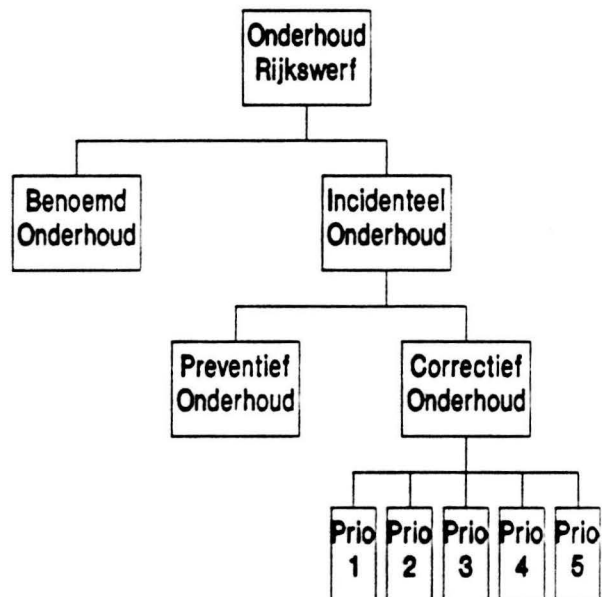 Onderhoud
Rijkswerf
Benoemd
Onderhoud
Incidenteel
Onderhoud
Preventief
Onderhoud
Correctief
Onderhoud
Prio
1
Prio
2
Prio
3
Prio
4
Prio
5